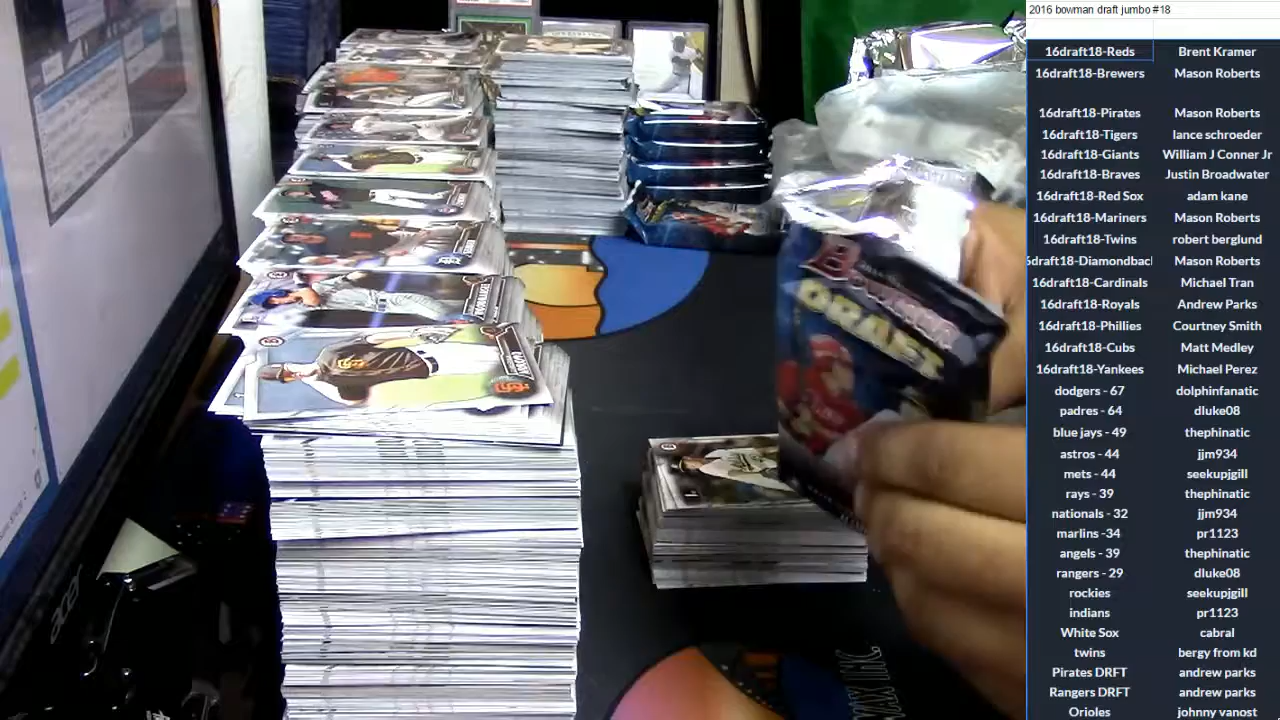 2016 bowman draft jumbo #18
16draft18-Reds Brent Kramer
16draft18-Brewers Mason Roberts
16draft18-Pirates Mason Roberts
16draft18-Tigers lance schroeder
16draft18-Giants William J Conner Jr
16draft18-Braves Justin Broadwater
16draft18-Red Sox adam kane
16draft18-Mariners Mason Roberts
16draft18-Twins robert berglund
6draft18-Diamondbac Mason Roberts
16draft18-Cardinals Michael Tran
16draft18-Royals Andrew Parks
16draft18-Phillies Courtney Smith
16draft18-Cubs Matt Medley
16draft18-Yankees Mihael Perez
dodgers - 67 dolphinfanatic
padres - 64 dluke08
blue jays - 49 thephinatic
astros - 44 jjm934
mets - 44 seekupjgill
rays - 39 thephinatic
nationals - 32 jjm934
marlins -34 pr1123
angels - 39 thephinatic
rangers - 29 dluke08
rockies seekupjgill
indians pr1123
White Sox cabral
twins bergy from kd
Pirates DRFT andrew parks
Rangers DRFT andrew parks
Orioles johnny vanost
BOWMAN
DRAFT
acer
MAX INC